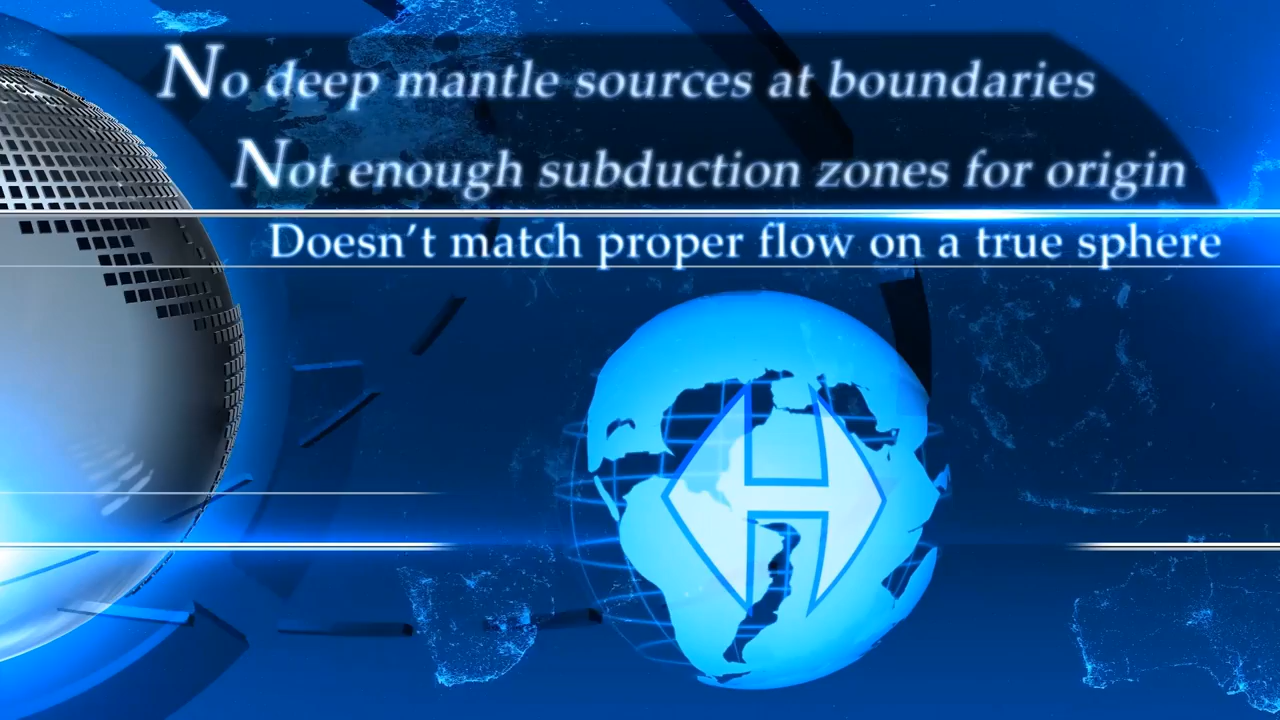 No deep mantle sources at boundaries
Not enough subduction zones for origin
Doesn't match proper flow on a true sphere
H